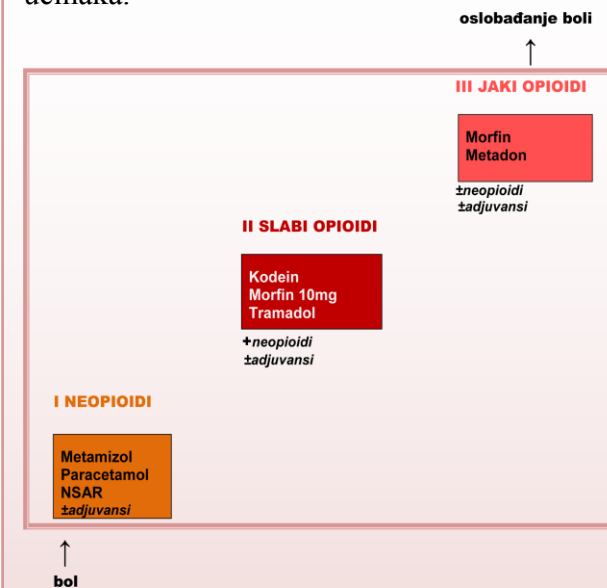 učinaka.
oslobađanje boli
↑
III JAKI OPIOIDI
Morfin
Metadon
±neopioidi
±adjuvansi
II SLABI OPIOIDI
Kodein
Morfin 10mg
Tramadol
+neopioidi
±adjuvansi
I NEOPIOIDI
Metamizol
Paracetamol
NSAR
±adjuvansi
↑
bol